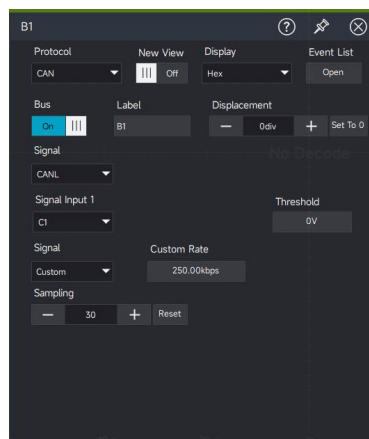 B1
Protocol New View Display Event List
CAN Off Hex Open
Bus Label Displacement
On B1 0div Set To 0
No Decode
Signal
CANL
Signal Input 1 Threshold
C1 0V
Signal Custom Rate
Custom 250.00kbps
Sampling
30 Reset